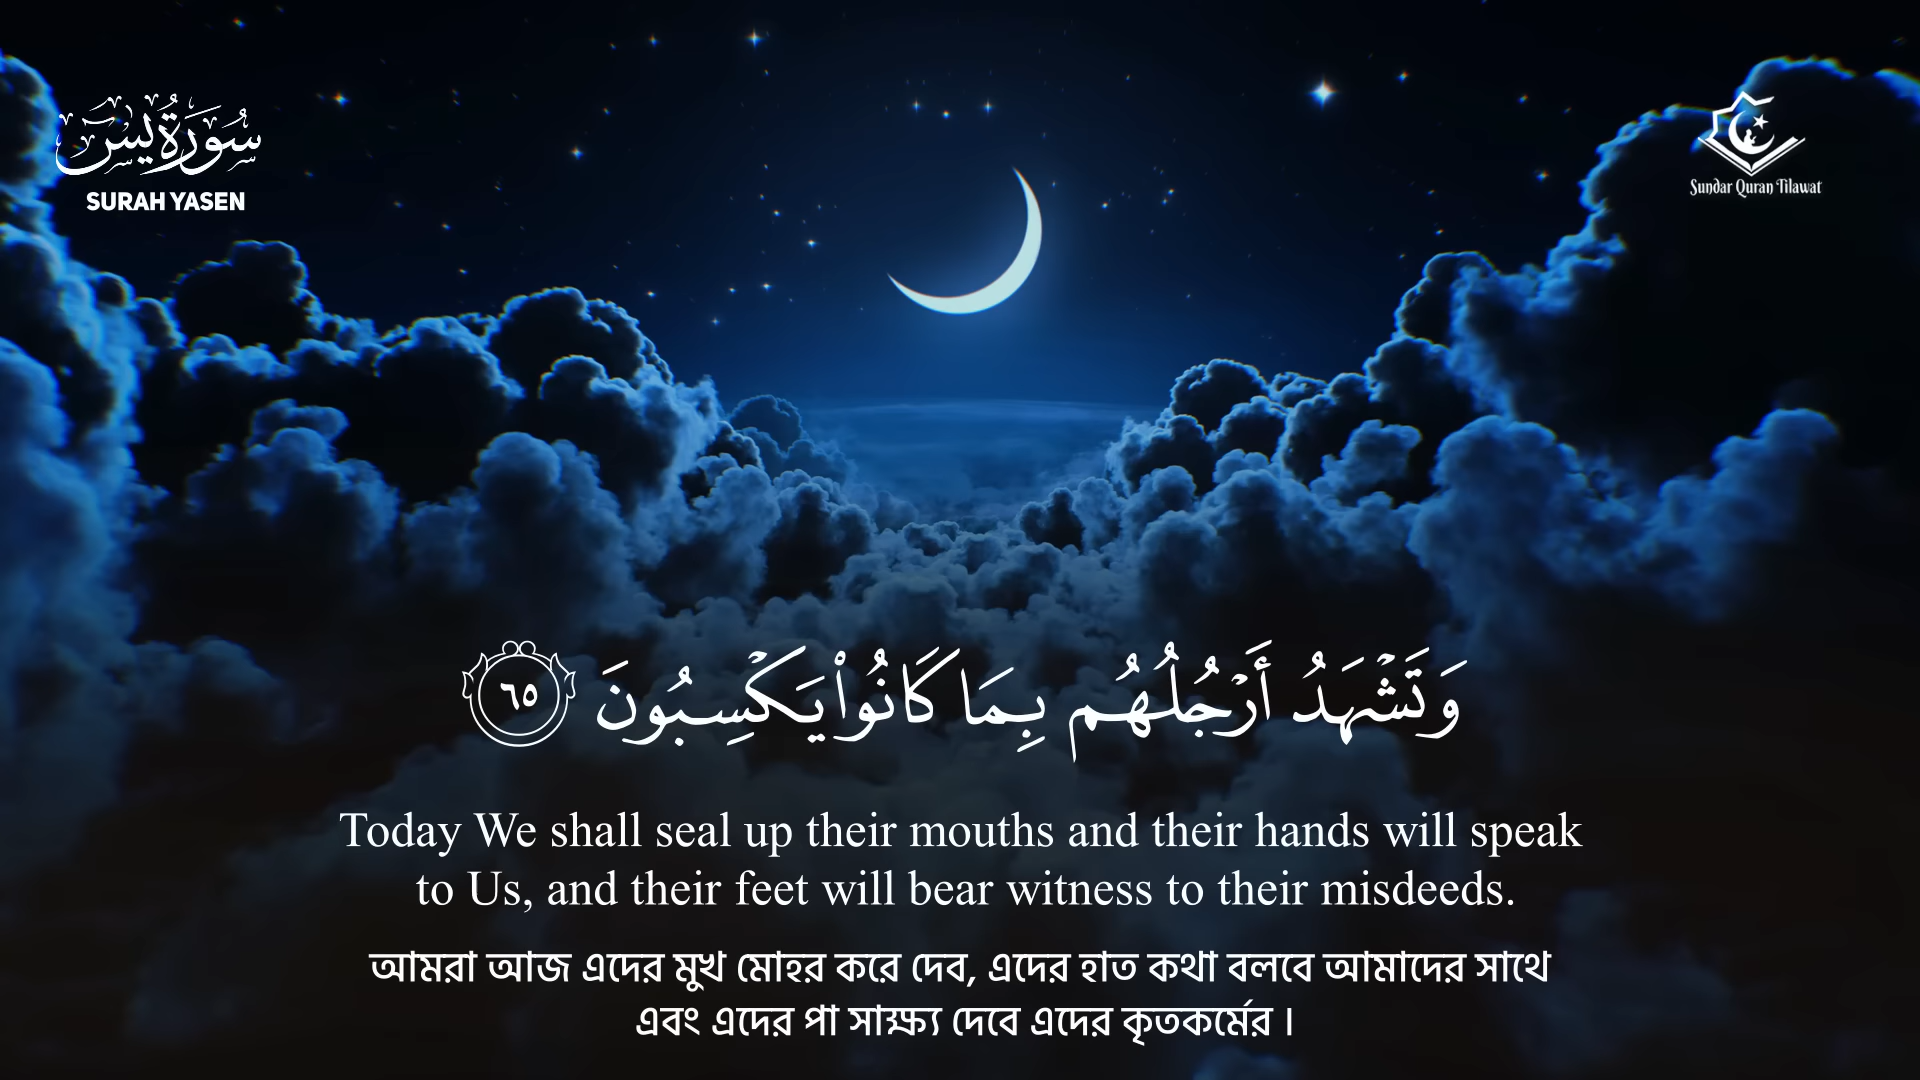 سُورَةُ يٰسٓ
SURAH YASEN
Sundar Quran Tilawat
وَتَشْهَدُ أَرْجُلُهُم بِمَا كَانُوا۟ يَكْسِبُونَ ٦٥
Today We shall seal up their mouths and their hands will speak
to Us, and their feet will bear witness to their misdeeds.
আমরা আজ এদের মুখ মোহর করে দেব, এদের হাত কথা বলবে আমাদের সাথে
এবং এদের পা সাক্ষ্য দেবে এদের কৃতকর্মের ।